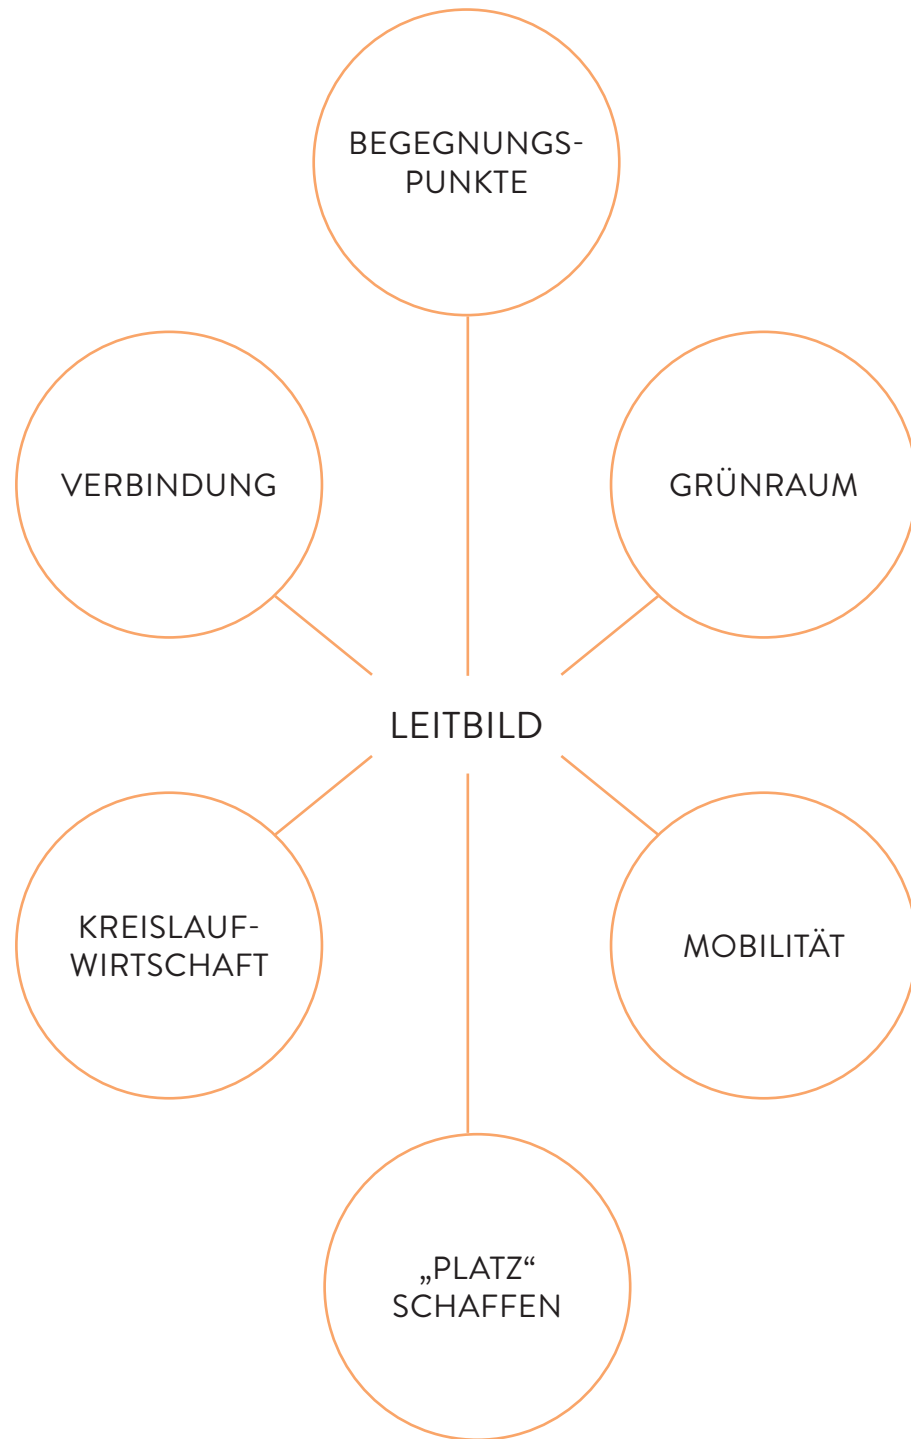 BEGEGNUNGS-
PUNKTE
VERBINDUNG
GRÜNRAUM
LEITBILD
KREISLAUF-
WIRTSCHAFT
MOBILITÄT
„PLATZ“
SCHAFFEN